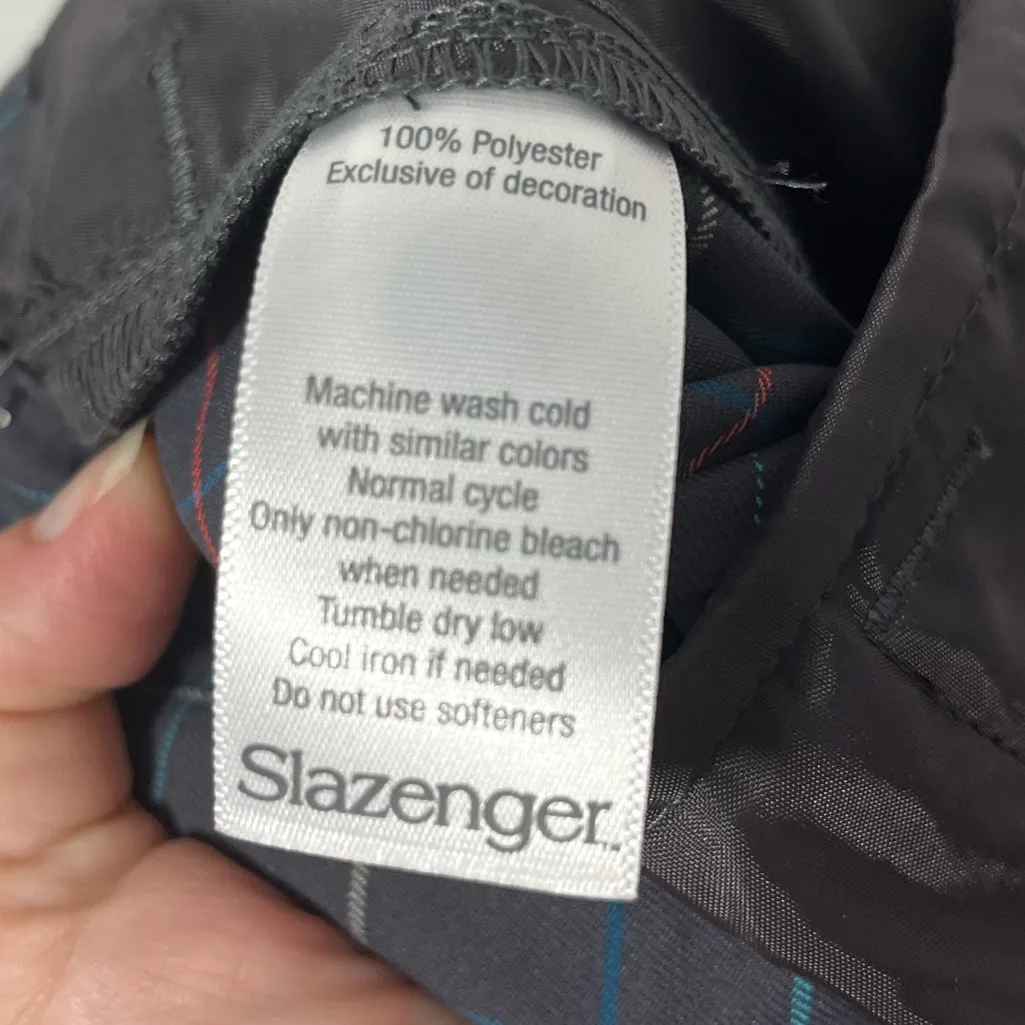 100% Polyester
Exclusive of decoration
Machine wash cold
with similar colors
Normal cycle
Only non-chlorine bleach
when needed
Tumble dry low
Cool iron if needed
Do not use softeners
Slazenger™